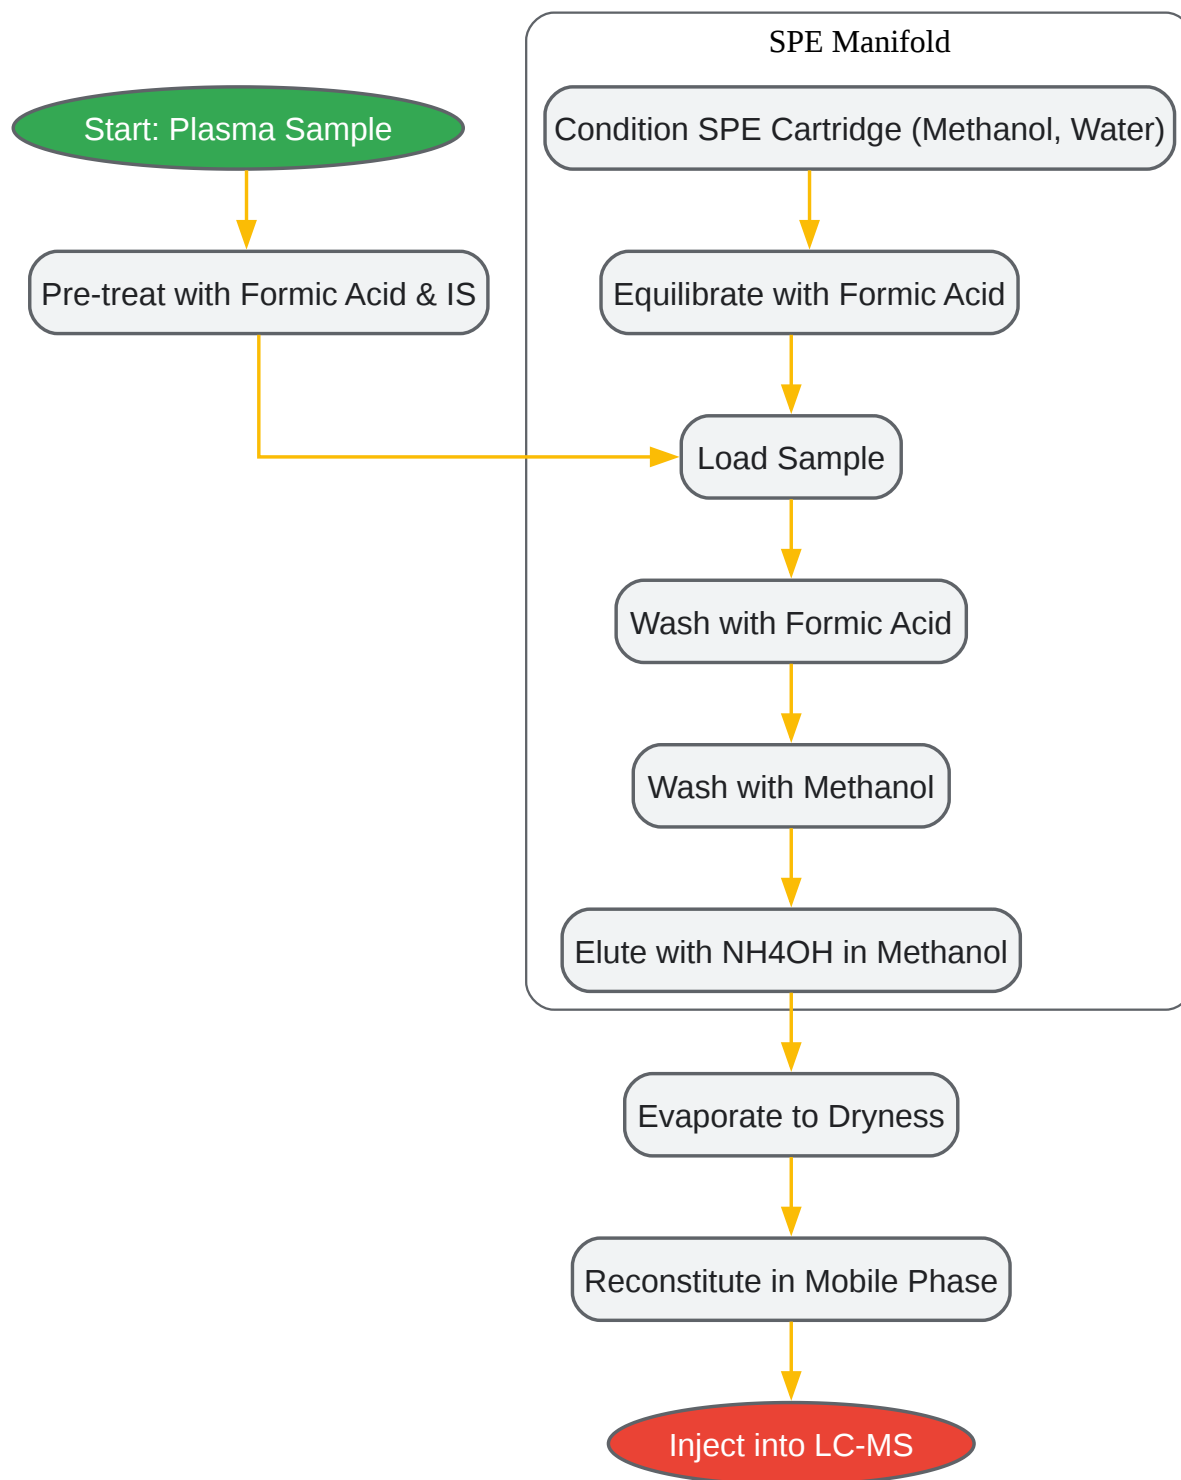 SPE Manifold
Start: Plasma Sample
Condition SPE Cartridge (Methanol, Water)
Pre-treat with Formic Acid & IS
Equilibrate with Formic Acid
Load Sample
Wash with Formic Acid
Wash with Methanol
Elute with NH4OH in Methanol
Evaporate to Dryness
Reconstitute in Mobile Phase
Inject into LC-MS